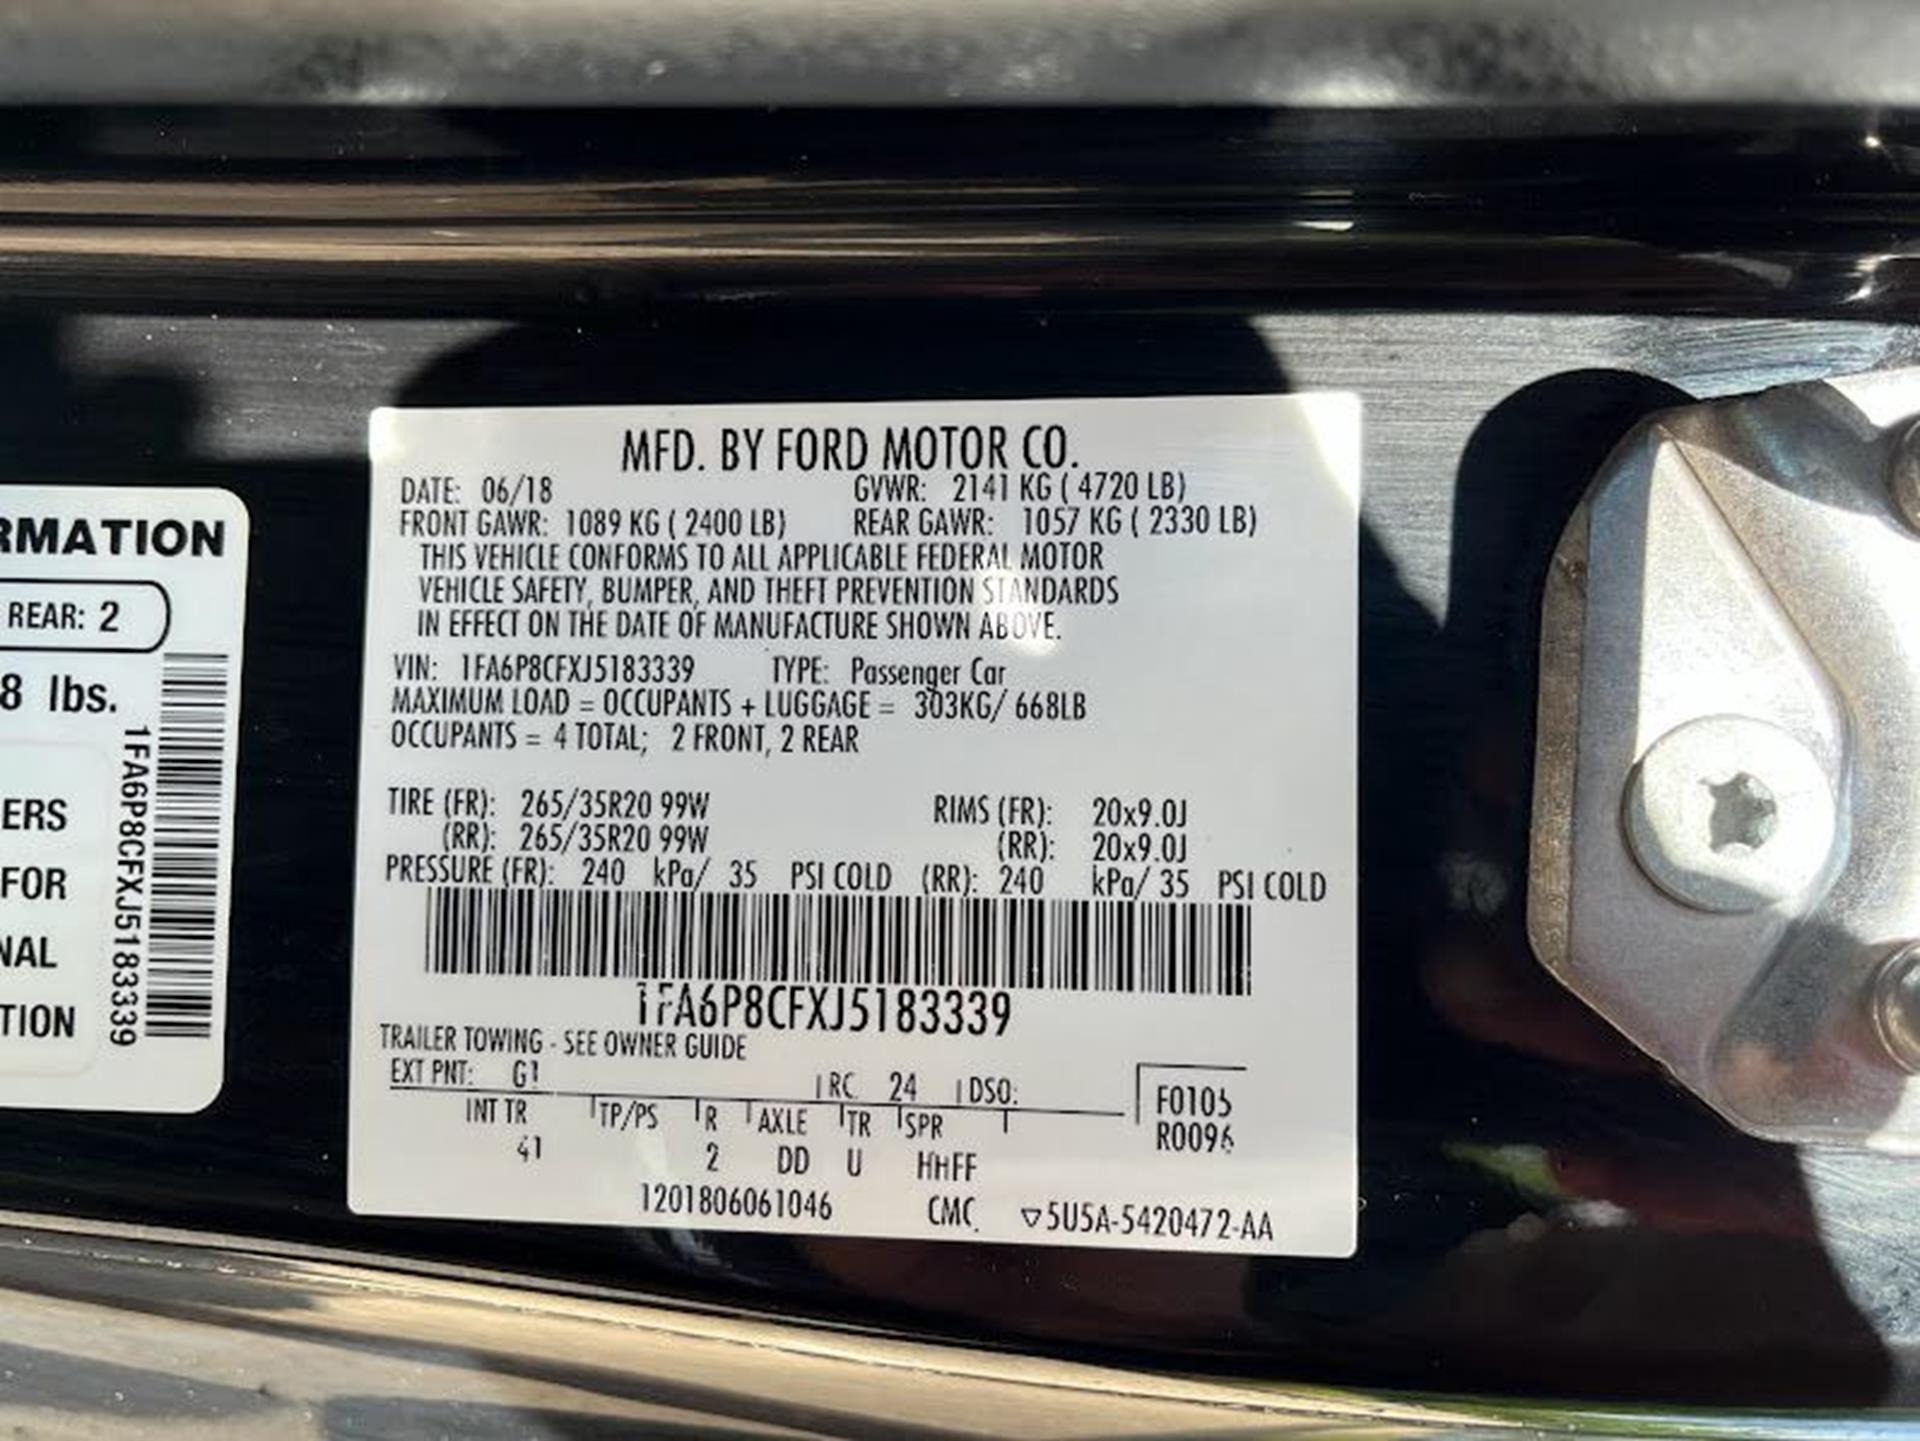 RMATION
REAR: 2
8 lbs.
ERS
FOR
NAL
TION
1FA6P8CFXJ5183339
MFD. BY FORD MOTOR CO.
DATE: 06/18 GVWR: 2141 KG ( 4720 LB)
FRONT GAWR: 1089 KG ( 2400 LB) REAR GAWR: 1057 KG ( 2330 LB)
THIS VEHICLE CONFORMS TO ALL APPLICABLE FEDERAL MOTOR
VEHICLE SAFETY, BUMPER, AND THEFT PREVENTION STANDARDS
IN EFFECT ON THE DATE OF MANUFACTURE SHOWN ABOVE.
VIN: 1FA6P8CFXJ5183339 TYPE: Passenger Car
MAXIMUM LOAD = OCCUPANTS + LUGGAGE = 303KG/ 668LB
OCCUPANTS = 4 TOTAL; 2 FRONT, 2 REAR
TIRE (FR): 265/35R20 99W RIMS (FR): 20x9.0J
(RR): 265/35R20 99W (RR): 20x9.0J
PRESSURE (FR): 240 kPa/ 35 PSI COLD (RR): 240 kPa/ 35 PSI COLD
1FA6P8CFXJ5183339
TRAILER TOWING - SEE OWNER GUIDE
EXT PNT: G1 RC 24 DSO:
INT TR TP/PS R AXLE TR SPR
41 2 DD U HHFF
F0105
R0096
1201806061046 CMC ▽5U5A-5420472-AA